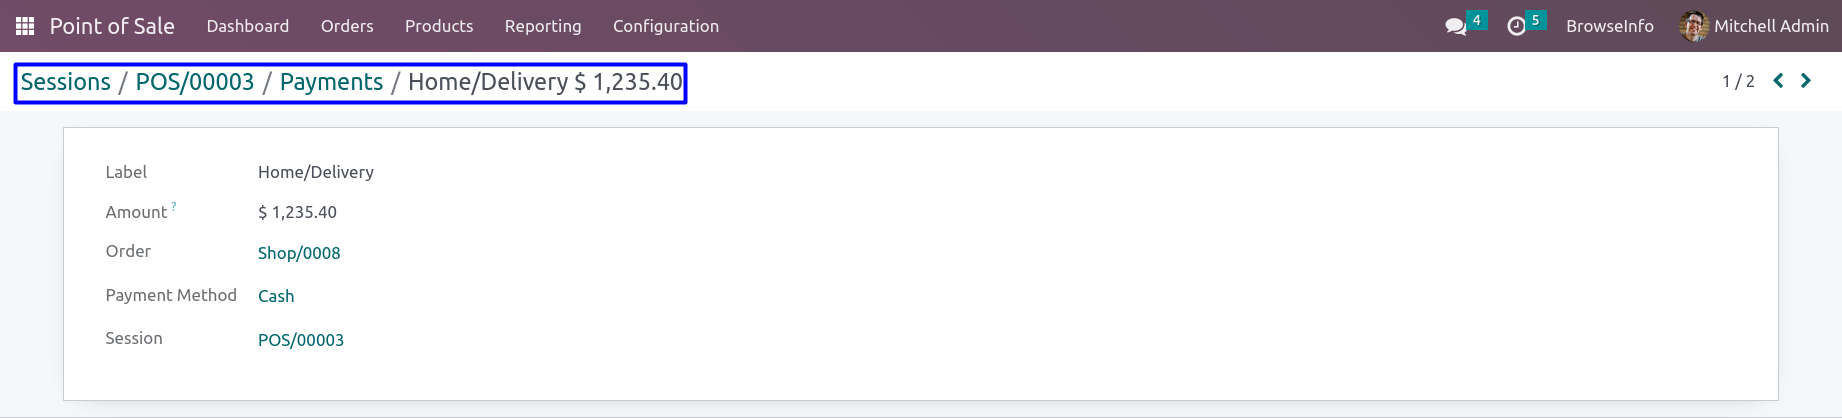 Point of Sale Dashboard Orders Products Reporting Configuration 4 5 BrowseInfo Mitchell Admin
Sessions / POS/00003 / Payments / Home/Delivery $ 1,235.40 1 / 2
Label Home/Delivery
Amount ? $ 1,235.40
Order Shop/0008
Payment Method Cash
Session POS/00003